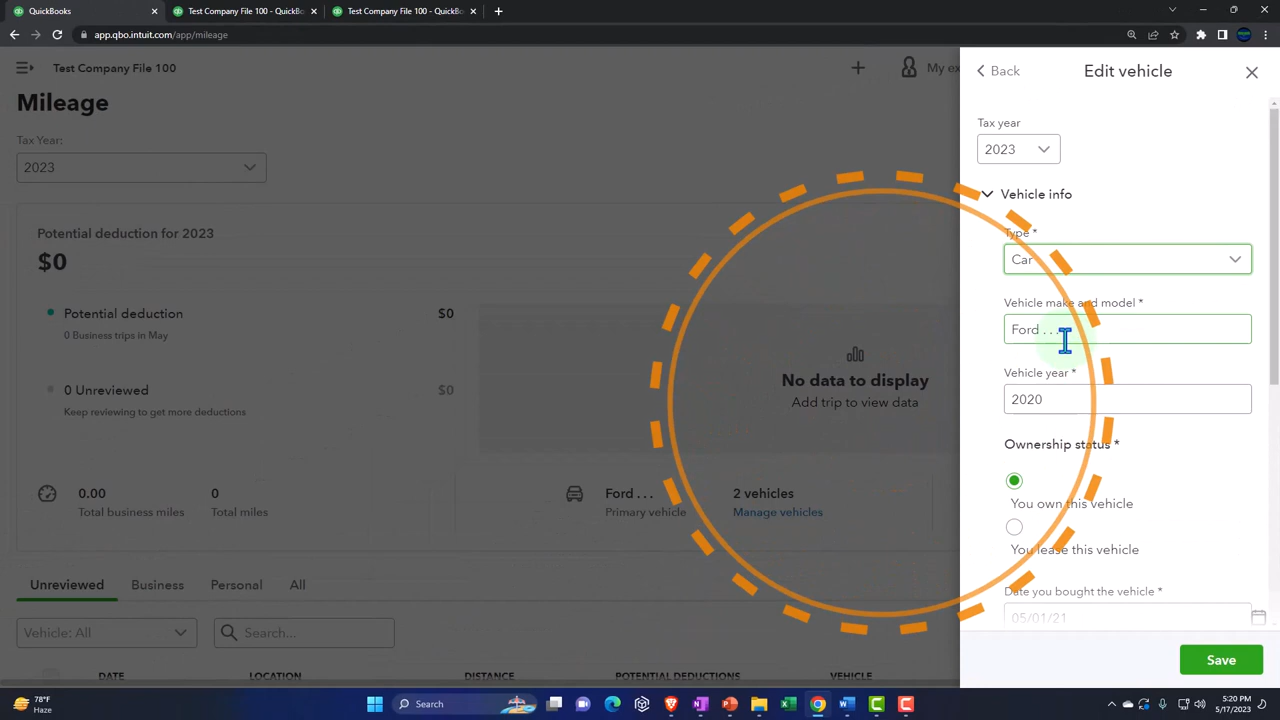 QuickBooks
Test Company File 100 - QuickBo
Test Company File 100 - QuickBo
app.qbo.intuit.com/app/mileage
Test Company File 100
My ex
Back
Edit vehicle
Mileage
Tax Year:
2023
Tax year
2023
Vehicle info
Potential deduction for 2023
$0
Type *
Car
Potential deduction
$0
0 Business trips in May
Vehicle make and model *
Ford . . .
0 Unreviewed
$0
Keep reviewing to get more deductions
No data to display
Add trip to view data
Vehicle year *
2020
Ownership status *
You own this vehicle
You lease this vehicle
0.00
Total business miles
0
Total miles
Ford . . .
Primary vehicle
2 vehicles
Manage vehicles
Unreviewed
Business
Personal
All
Date you bought the vehicle *
05/01/21
Vehicle: All
Search...
Save
DATE
LOCATION
DISTANCE
POTENTIAL DEDUCTIONS
VEHICLE
78°F
Haze
Search
5:20 PM
5/17/2023